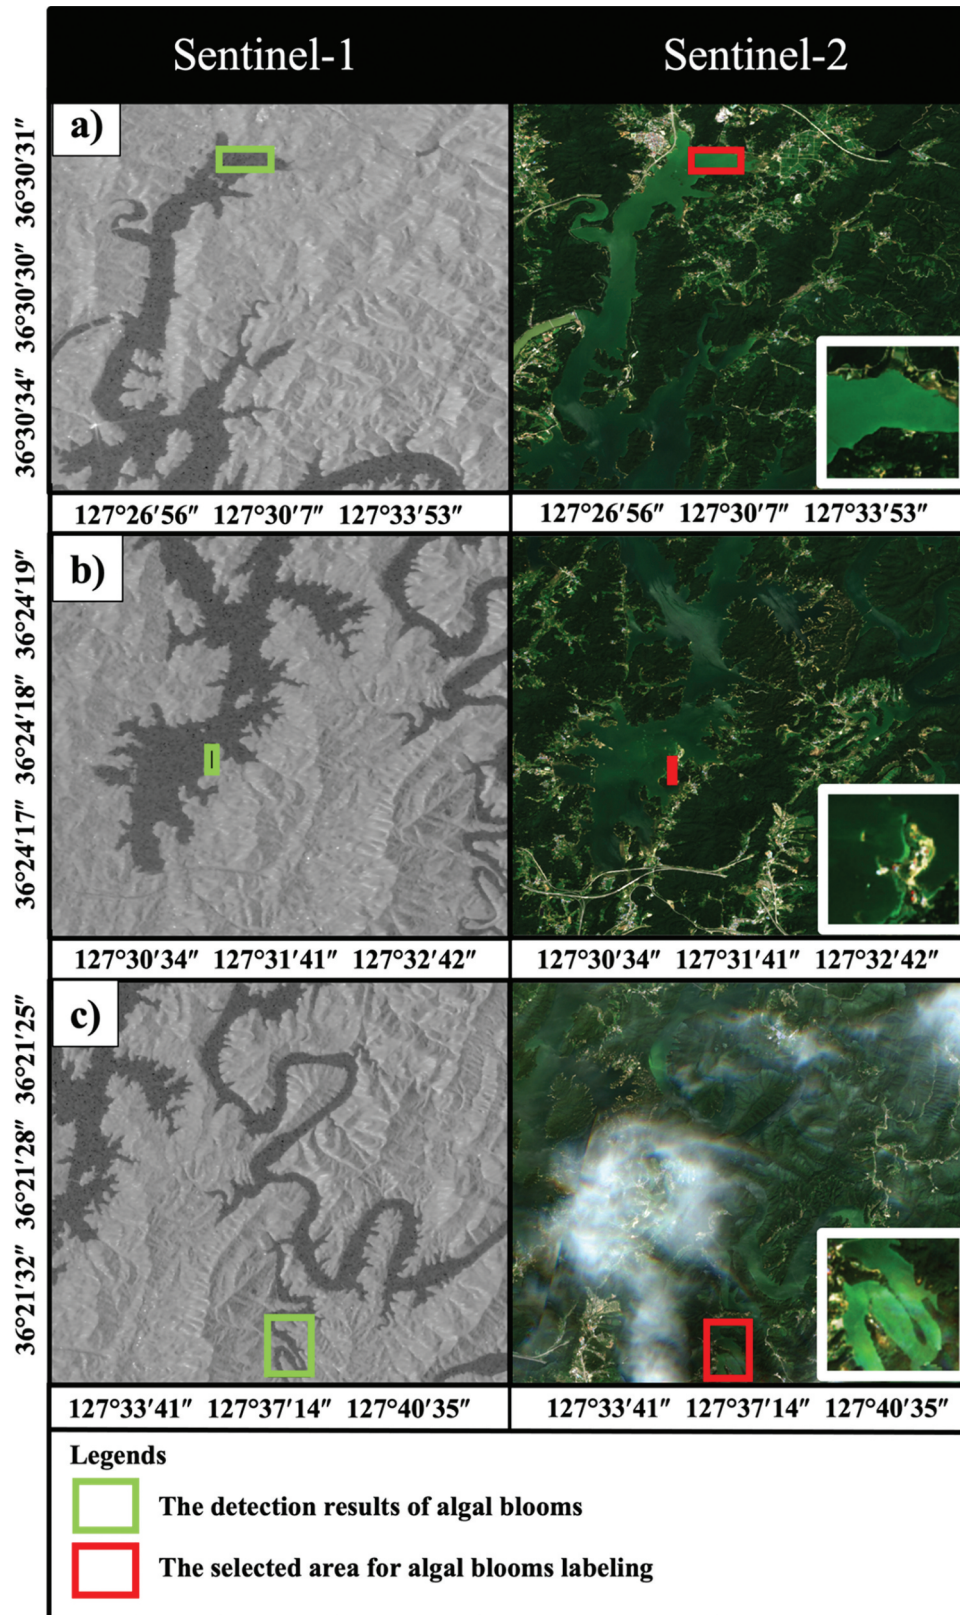 Sentinel-1 Sentinel-2
a)
36°30′31″
36°30′30″
36°30′34″
127°26′56″ 127°30′7″ 127°33′53″ 127°26′56″ 127°30′7″ 127°33′53″
b)
36°24′19″
36°24′18″
36°24′17″
127°30′34″ 127°31′41″ 127°32′42″ 127°30′34″ 127°31′41″ 127°32′42″
c)
36°21′25″
36°21′28″
36°21′32″
127°33′41″ 127°37′14″ 127°40′35″ 127°33′41″ 127°37′14″ 127°40′35″
Legends
The detection results of algal blooms
The selected area for algal blooms labeling